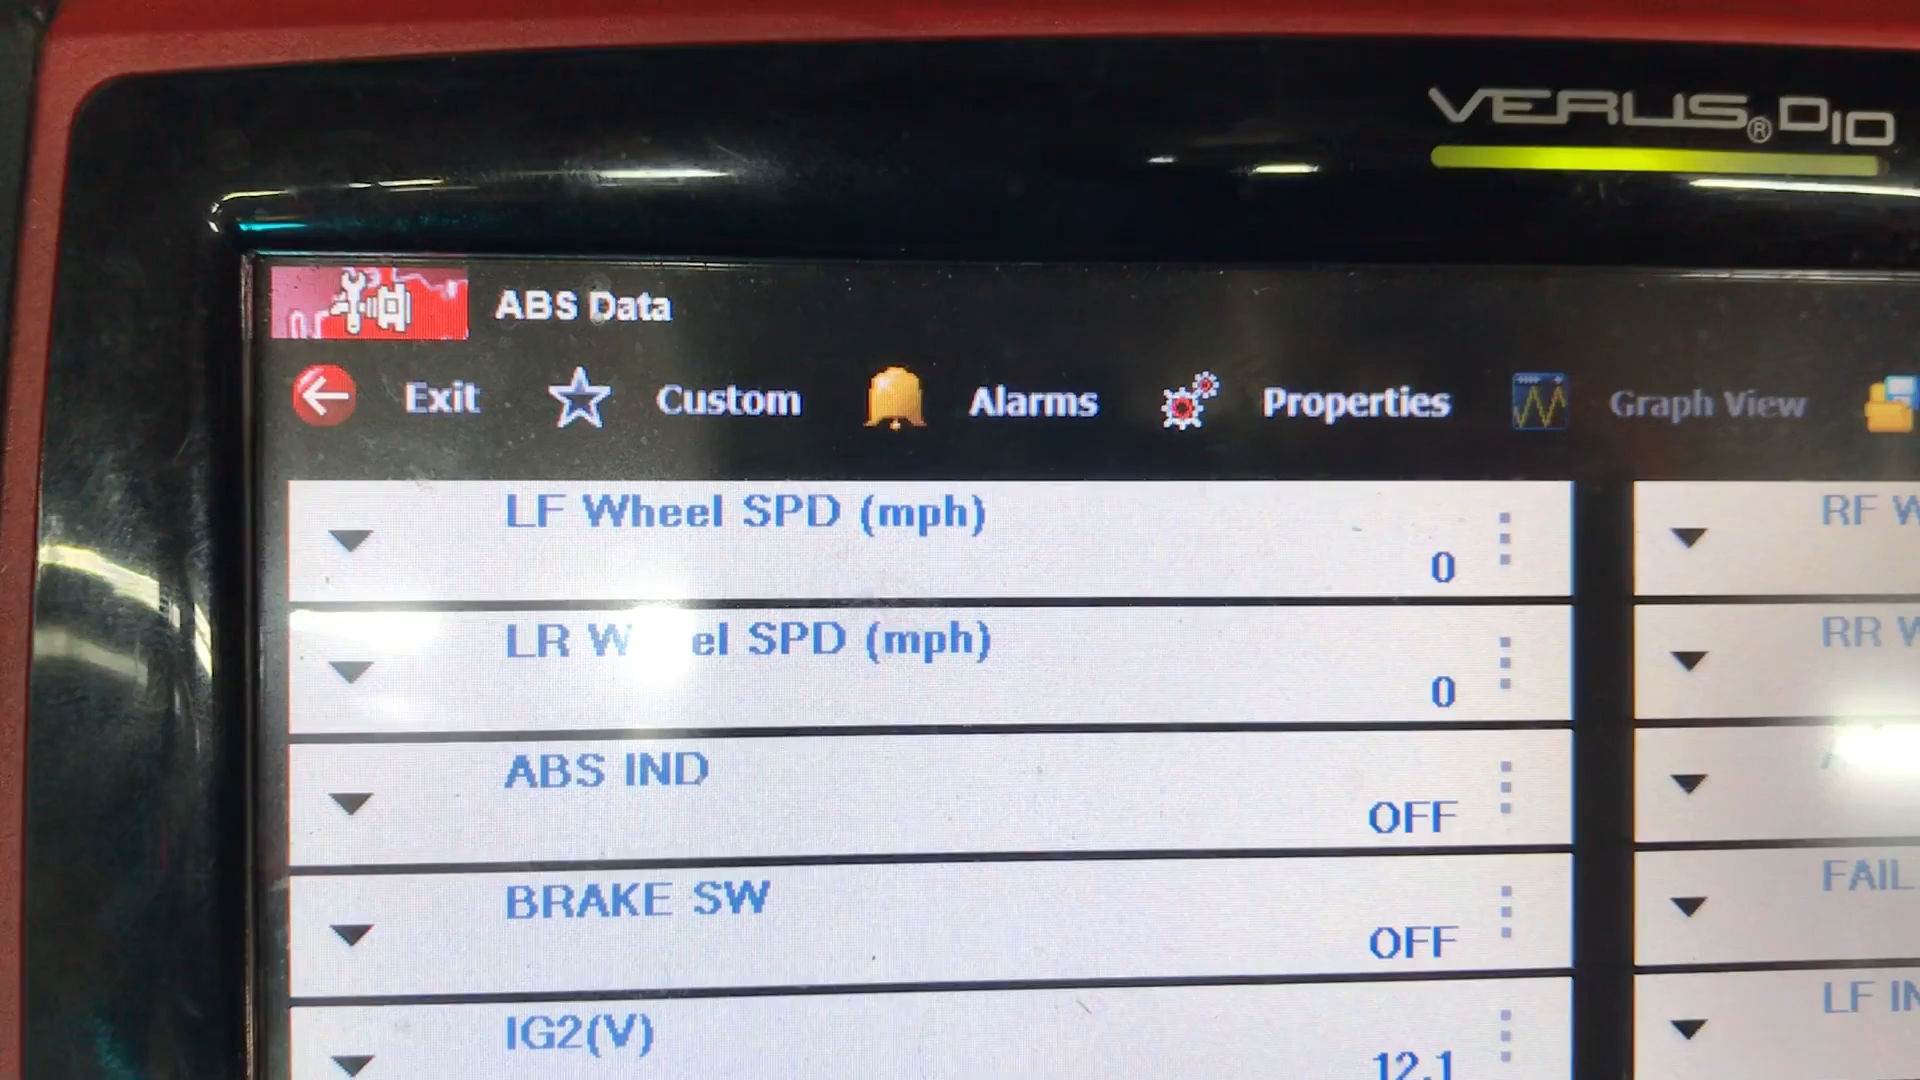 VERUS® D10
ABS Data
Exit Custom Alarms Properties Graph View
LF Wheel SPD (mph)
0
RF
LR SPD (mph)
0
RR
ABS IND
OFF
BRAKE SW
OFF
FAIL
IG2(V)
12.1
LF